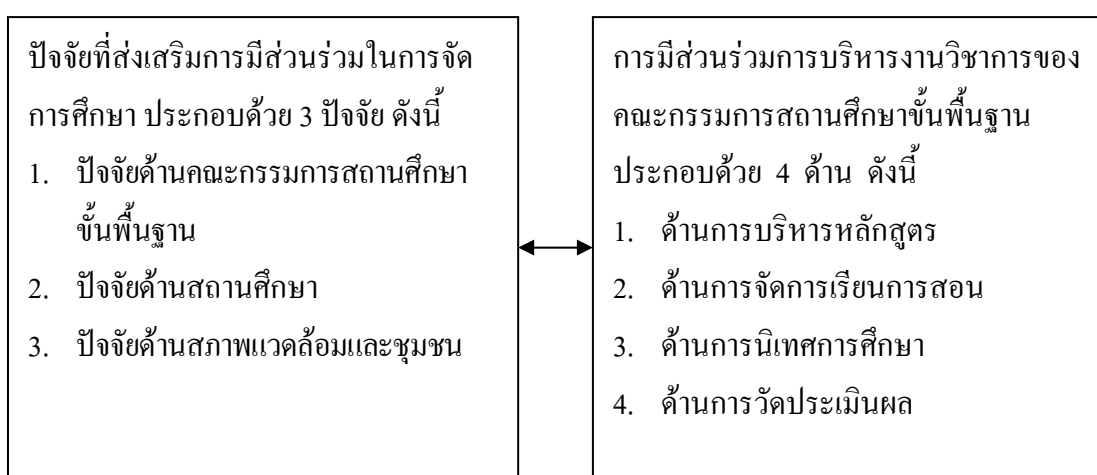 ปัจจัยที่ส่งเสริมการมีส่วนร่วมในการจัด
การศึกษา ประกอบด้วย 3 ปัจจัย ดังนี้
1. ปัจจัยด้านคณะกรรมการสถานศึกษา
ขั้นพื้นฐาน
2. ปัจจัยด้านสถานศึกษา
3. ปัจจัยด้านสภาพแวดล้อมและชุมชน
การมีส่วนร่วมการบริหารงานวิชาการของ
คณะกรรมการสถานศึกษาขั้นพื้นฐาน
ประกอบด้วย 4 ด้าน ดังนี้
1. ด้านการบริหารหลักสูตร
2. ด้านการจัดการเรียนการสอน
3. ด้านการนิเทศการศึกษา
4. ด้านการวัดประเมินผล